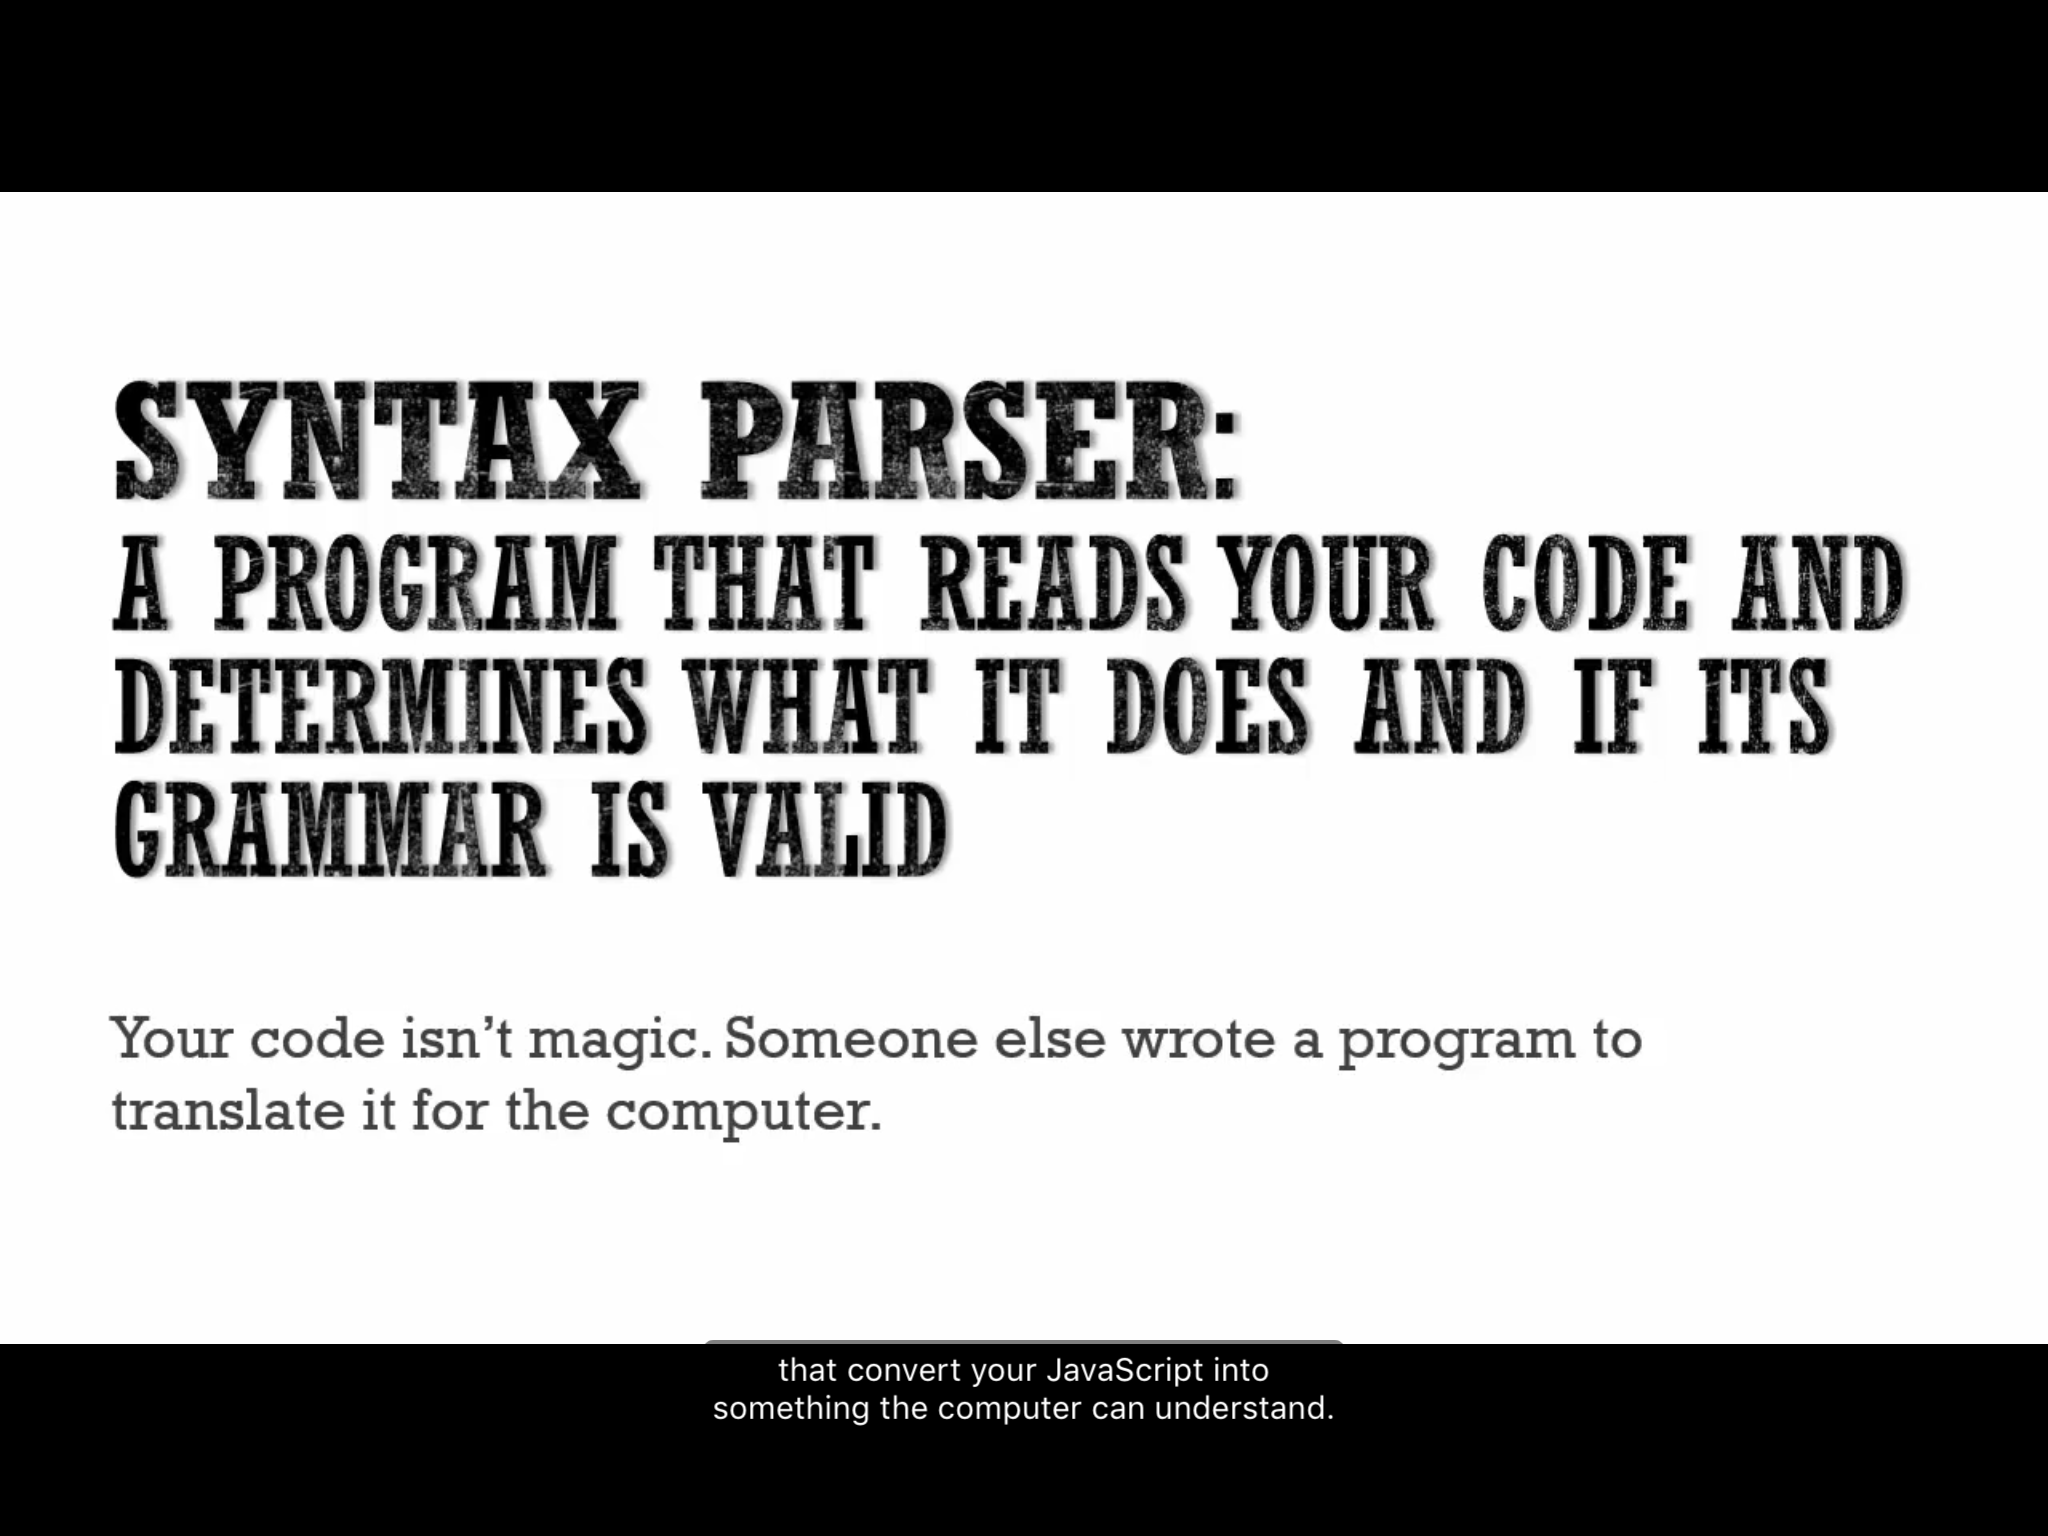 SYNTAX PARSER:
A PROGRAM THAT READS YOUR CODE AND
DETERMINES WHAT IT DOES AND IF ITS
GRAMMAR IS VALID
Your code isn’t magic. Someone else wrote a program to
translate it for the computer.
that convert your JavaScript into
something the computer can understand.